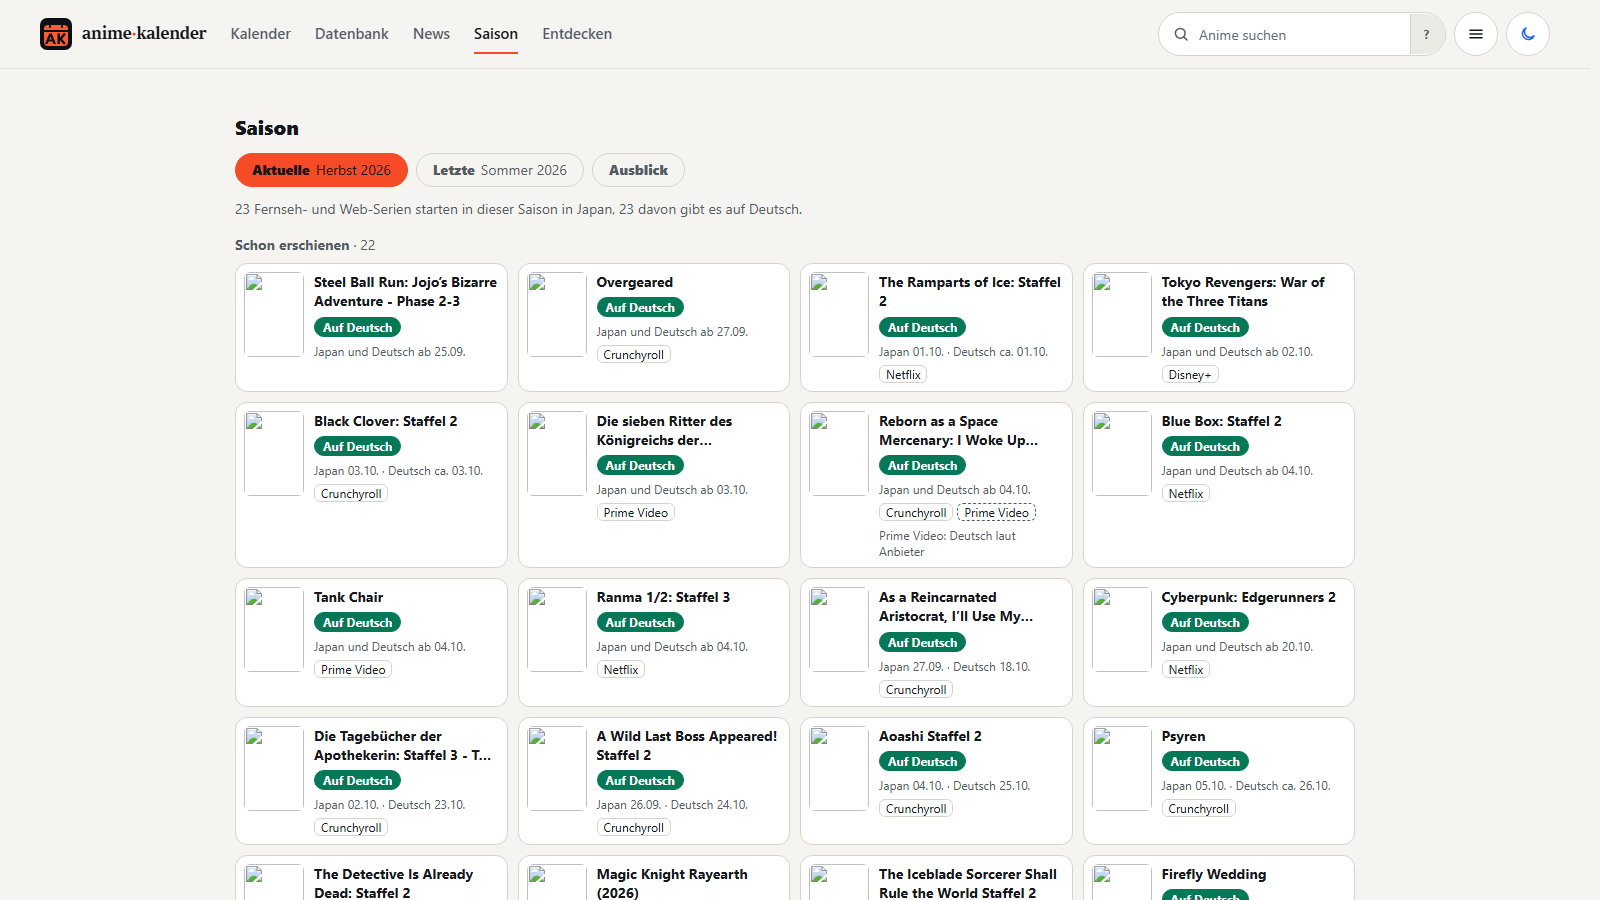 AK
anime·kalender
Kalender
Datenbank
News
Saison
Entdecken
Anime suchen
?
Saison
Aktuelle Herbst 2026
Letzte Sommer 2026
Ausblick
23 Fernseh- und Web-Serien starten in dieser Saison in Japan, 23 davon gibt es auf Deutsch.
Schon erschienen · 22
Steel Ball Run: Jojo’s Bizarre
Adventure - Phase 2-3
Auf Deutsch
Japan und Deutsch ab 25.09.
Overgeared
Auf Deutsch
Japan und Deutsch ab 27.09.
Crunchyroll
The Ramparts of Ice: Staffel
2
Auf Deutsch
Japan 01.10. · Deutsch ca. 01.10.
Netflix
Tokyo Revengers: War of
the Three Titans
Auf Deutsch
Japan und Deutsch ab 02.10.
Disney+
Black Clover: Staffel 2
Auf Deutsch
Japan 03.10. · Deutsch ca. 03.10.
Crunchyroll
Die sieben Ritter des
Königreichs der...
Auf Deutsch
Japan und Deutsch ab 03.10.
Prime Video
Reborn as a Space
Mercenary: I Woke Up...
Auf Deutsch
Japan und Deutsch ab 04.10.
Crunchyroll
Prime Video
Prime Video: Deutsch laut
Anbieter
Blue Box: Staffel 2
Auf Deutsch
Japan und Deutsch ab 04.10.
Netflix
Tank Chair
Auf Deutsch
Japan und Deutsch ab 04.10.
Prime Video
Ranma 1/2: Staffel 3
Auf Deutsch
Japan und Deutsch ab 04.10.
Netflix
As a Reincarnated
Aristocrat, I’ll Use My...
Auf Deutsch
Japan 27.09. · Deutsch 18.10.
Crunchyroll
Cyberpunk: Edgerunners 2
Auf Deutsch
Japan und Deutsch ab 20.10.
Netflix
Die Tagebücher der
Apothekerin: Staffel 3 - T...
Auf Deutsch
Japan 02.10. · Deutsch 23.10.
Crunchyroll
A Wild Last Boss Appeared!
Staffel 2
Auf Deutsch
Japan 26.09. · Deutsch 24.10.
Crunchyroll
Aoashi Staffel 2
Auf Deutsch
Japan 04.10. · Deutsch 25.10.
Crunchyroll
Psyren
Auf Deutsch
Japan 05.10. · Deutsch ca. 26.10.
Crunchyroll
The Detective Is Already
Dead: Staffel 2
Magic Knight Rayearth
(2026)
The Iceblade Sorcerer Shall
Rule the World Staffel 2
Firefly Wedding
Auf Deutsch